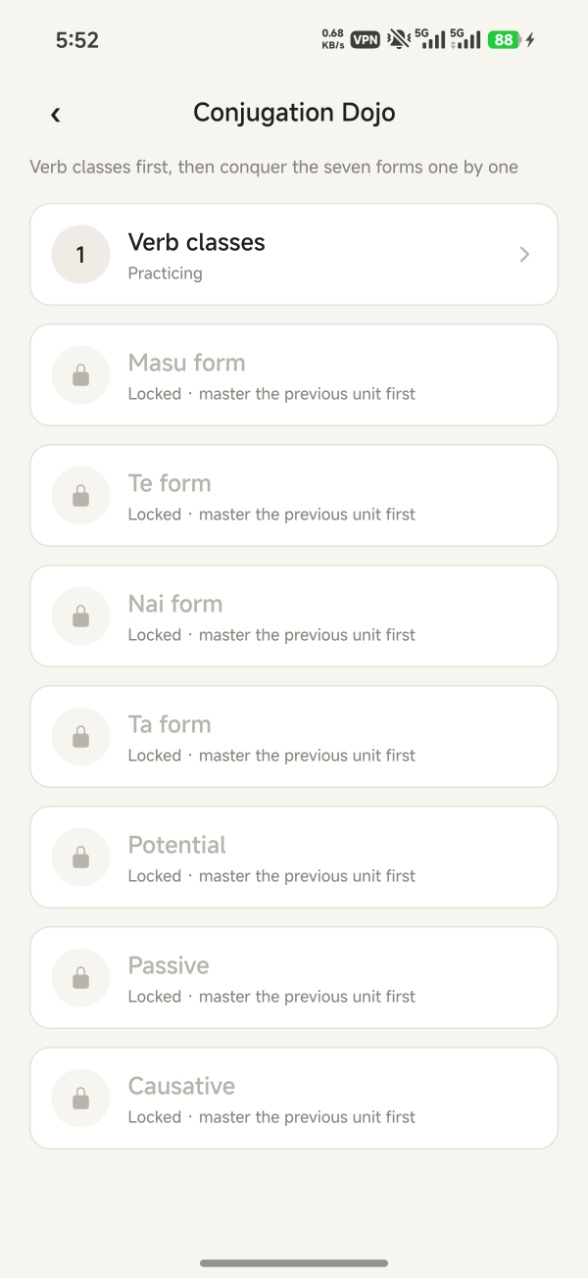 5:52
0.68 KB/s VPN 5G 5G 88
Conjugation Dojo
Verb classes first, then conquer the seven forms one by one
1
Verb classes
Practicing
Masu form
Locked · master the previous unit first
Te form
Locked · master the previous unit first
Nai form
Locked · master the previous unit first
Ta form
Locked · master the previous unit first
Potential
Locked · master the previous unit first
Passive
Locked · master the previous unit first
Causative
Locked · master the previous unit first